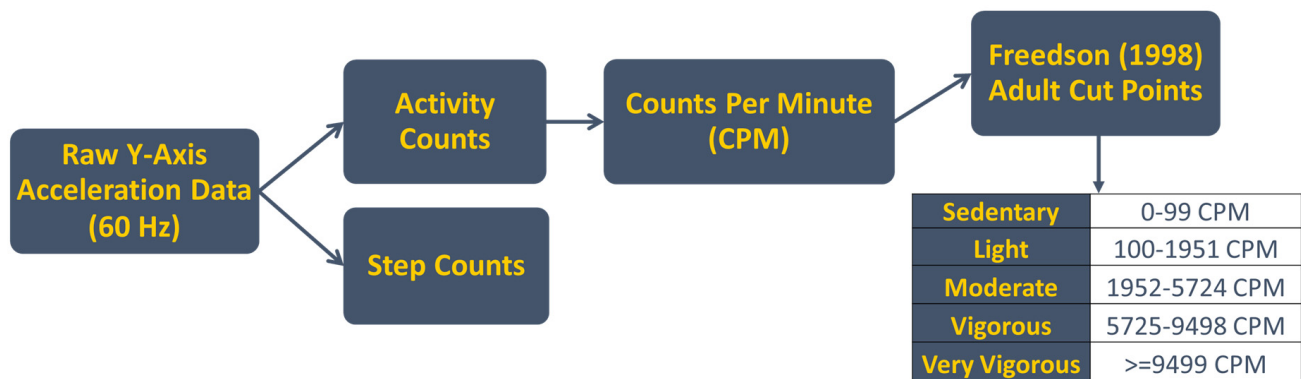 Raw Y-Axis
Acceleration Data
(60 Hz)
Activity
Counts
Step Counts
Counts Per Minute
(CPM)
Freedson (1998)
Adult Cut Points
Sedentary 0-99 CPM
Light 100-1951 CPM
Moderate 1952-5724 CPM
Vigorous 5725-9498 CPM
Very Vigorous >=9499 CPM